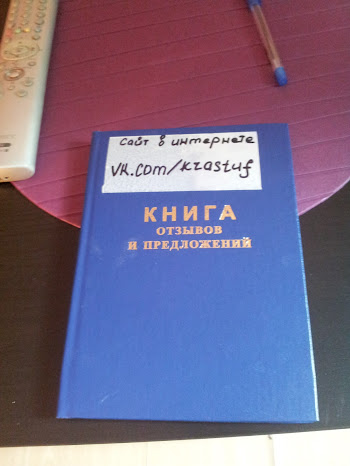 сайт в интернете
vk.com/krastuf
КНИГА
ОТЗЫВОВ
И ПРЕДЛОЖЕНИЙ